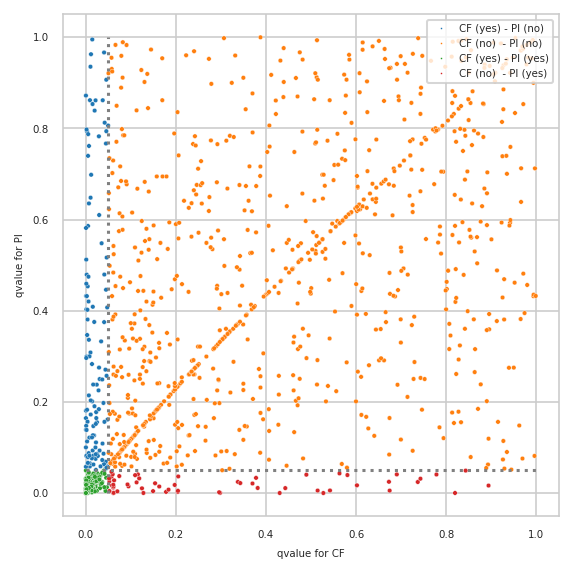 CF (yes) - PI (no)
CF (no)  - PI (no)
CF (yes) - PI (yes)
CF (no)  - PI (yes)
1.0
0.8
0.6
0.4
0.2
0.0
qvalue for PI
0.0 0.2 0.4 0.6 0.8 1.0
qvalue for CF